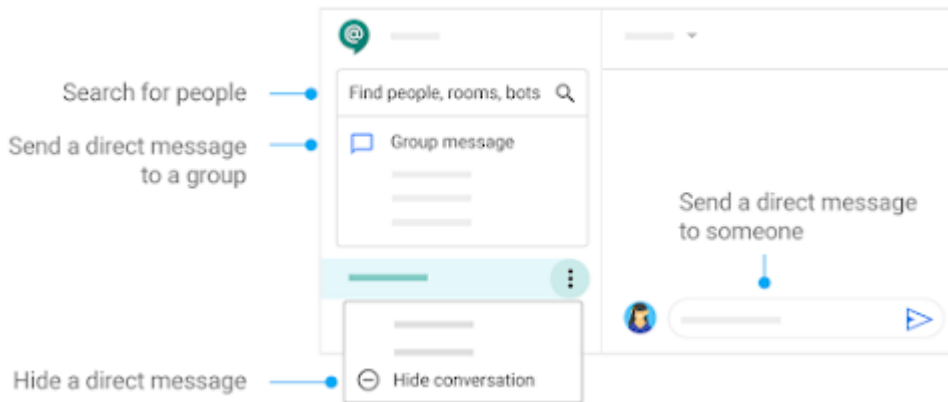 Search for people
Find people, rooms, bots
Send a direct message
to a group
Group message
Send a direct message
to someone
Hide a direct message
Hide conversation